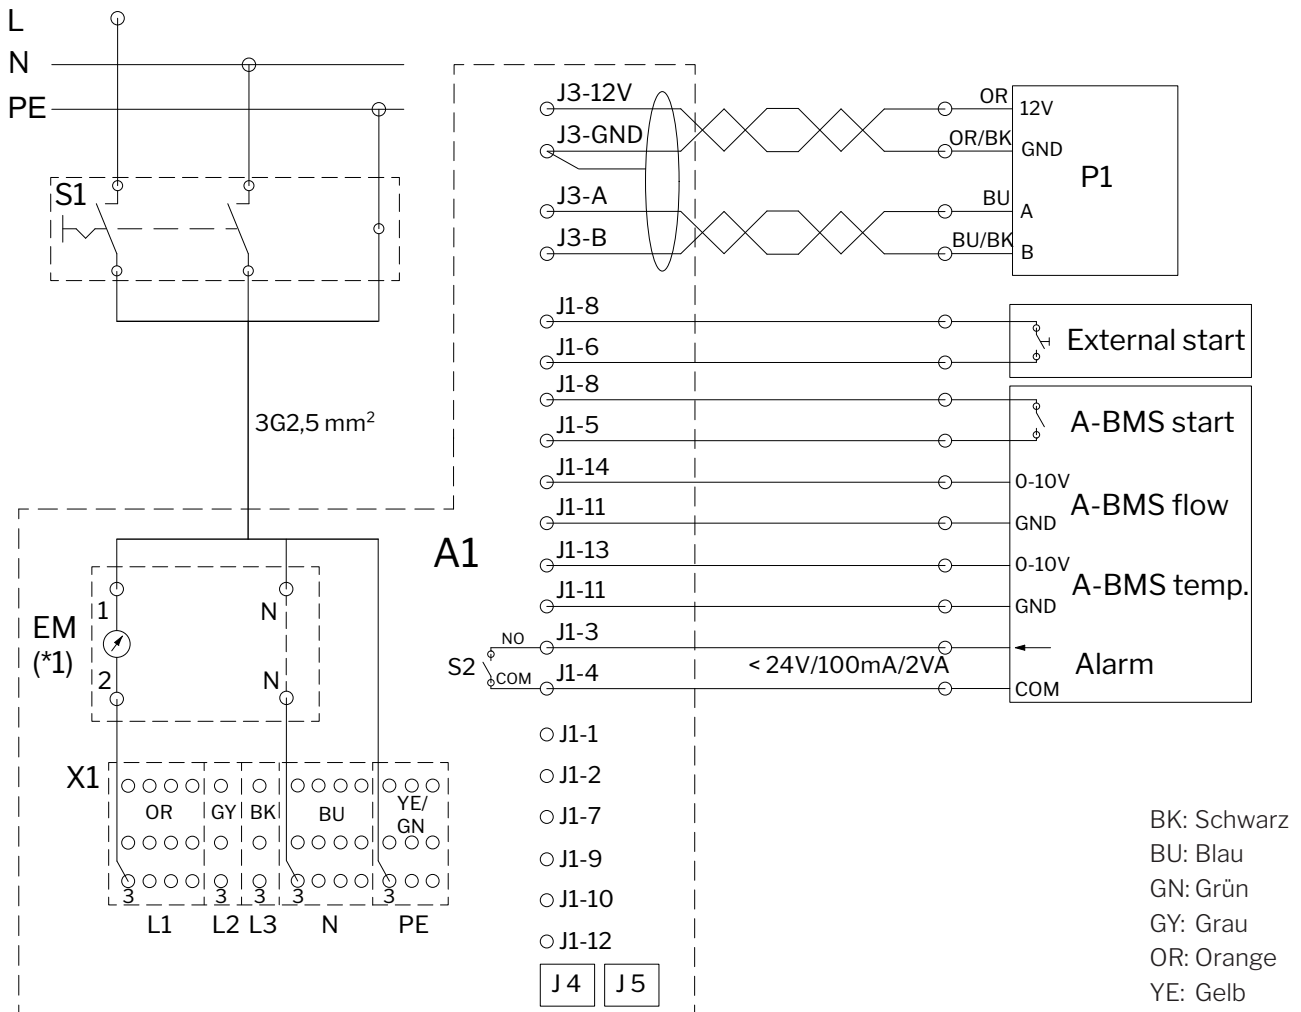 L
N
PE
S1
3G2,5 mm²
EM
(*1)
1
2
N
N
X1
OR
GY
BK
BU
YE/
GN
3
3
3
3
3
L1
L2
L3
N
PE
A1
J3-12V
J3-GND
J3-A
J3-B
J1-8
J1-6
J1-8
J1-5
J1-14
J1-11
J1-13
J1-11
J1-3
J1-4
S2
NO
COM
< 24V/100mA/2VA
J1-1
J1-2
J1-7
J1-9
J1-10
J1-12
J 4
J 5
OR
OR/BK
BU
BU/BK
12V
GND
A
B
P1
External start
A-BMS start
0-10V
A-BMS flow
GND
0-10V
A-BMS temp.
GND
Alarm
COM
BK: Schwarz
BU: Blau
GN: Grün
GY: Grau
OR: Orange
YE: Gelb